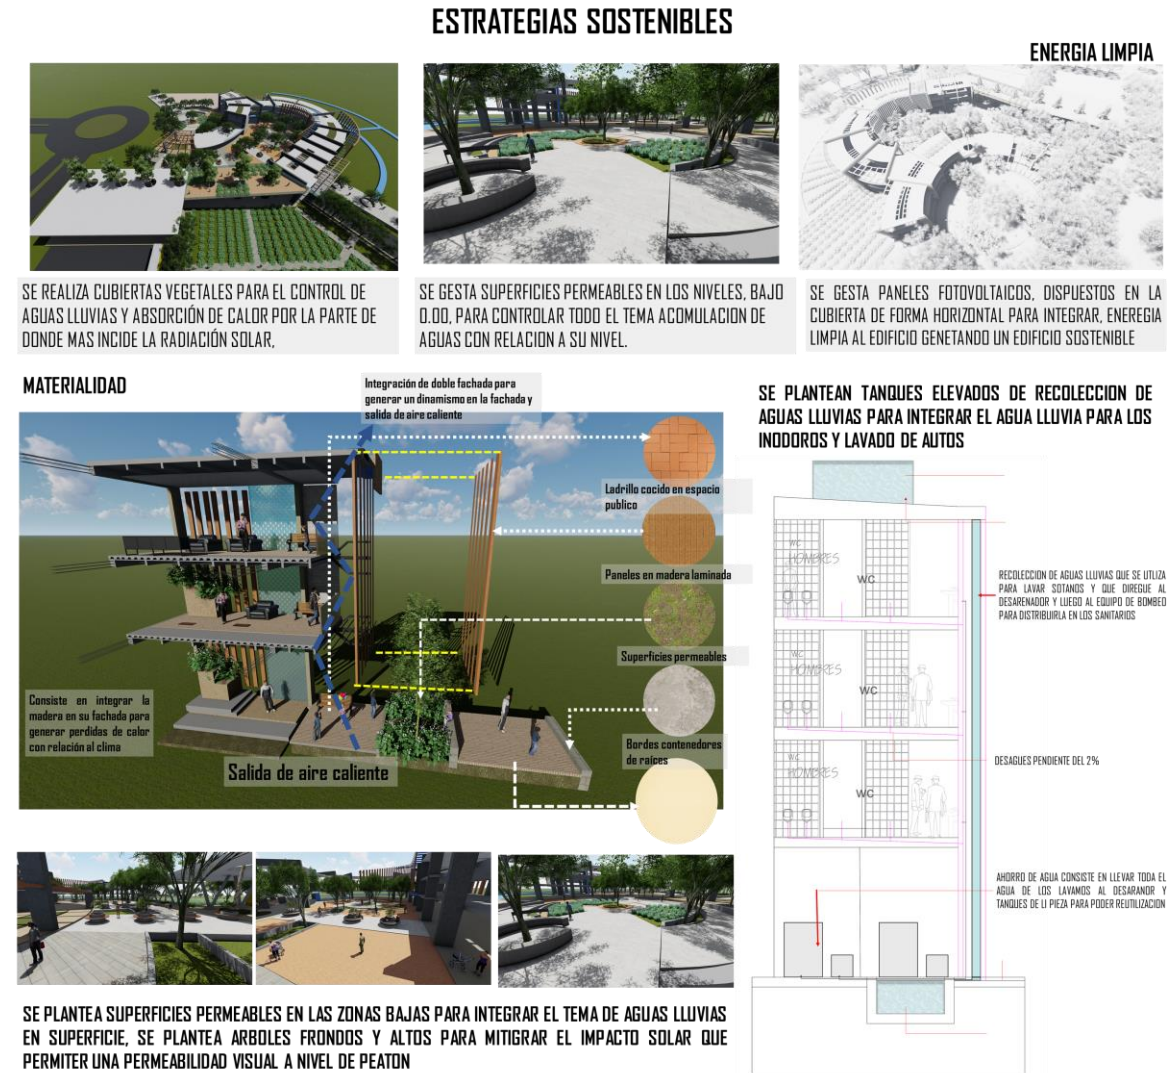 ESTRATEGIAS SOSTENIBLES
ENERGIA LIMPIA
SE REALIZA CUBIERTAS VEGETALES PARA EL CONTROL DE
AGUAS LLUVIAS Y ABSORCIÓN DE CALOR POR LA PARTE DE
DONDE MAS INCIDE LA RADIACIÓN SOLAR,
SE GESTA SUPERFICIES PERMEABLES EN LOS NIVELES, BAJO
0.00, PARA CONTROLAR TODO EL TEMA ACOMULACION DE
AGUAS CON RELACION A SU NIVEL.
SE GESTA PANELES FOTOVOLTAICOS, DISPUESTOS EN LA
CUBIERTA DE FORMA HORIZONTAL PARA INTEGRAR, ENEREGIA
LIMPIA AL EDIFICIO GENETANDO UN EDIFICIO SOSTENIBLE
MATERIALIDAD
Integración de doble fachada para
generar un dinamismo en la fachada y
salida de aire caliente
Ladrillo cocido en espacio
publico
Paneles en madera laminada
Superficies permeables
Bordes contenedores
de raíces
Consiste en integrar la
madera en su fachada para
generar perdidas de calor
con relación al clima
Salida de aire caliente
SE PLANTEAN TANQUES ELEVADOS DE RECOLECCION DE
AGUAS LLUVIAS PARA INTEGRAR EL AGUA LLUVIA PARA LOS
INODOROS Y LAVADO DE AUTOS
WC
HOMBRES
WC
RECOLECCION DE AGUAS LLUVIAS QUE SE UTLIZA
PARA LAVAR SOTANOS Y QUE DIREGUE AL
DESARENADOR Y LUEGO AL EQUIPO DE BOMBEO
PARA DISTRIBUIRLA EN LOS SANITARIOS
WC
HOMBRES
WC
WC
HOMBRES
WC
DESAGUES PENDIENTE DEL 2%
AHORRO DE AGUA CONSISTE EN LLEVAR TODA EL
AGUA DE LOS LAVAMOS AL DESARANOR Y
TANQUES DE LI PIEZA PARA PODER REUTILIZACION
SE PLANTEA SUPERFICIES PERMEABLES EN LAS ZONAS BAJAS PARA INTEGRAR EL TEMA DE AGUAS LLUVIAS
EN SUPERFICIE, SE PLANTEA ARBOLES FRONDOS Y ALTOS PARA MITIGRAR EL IMPACTO SOLAR QUE
PERMITER UNA PERMEABILIDAD VISUAL A NIVEL DE PEATON